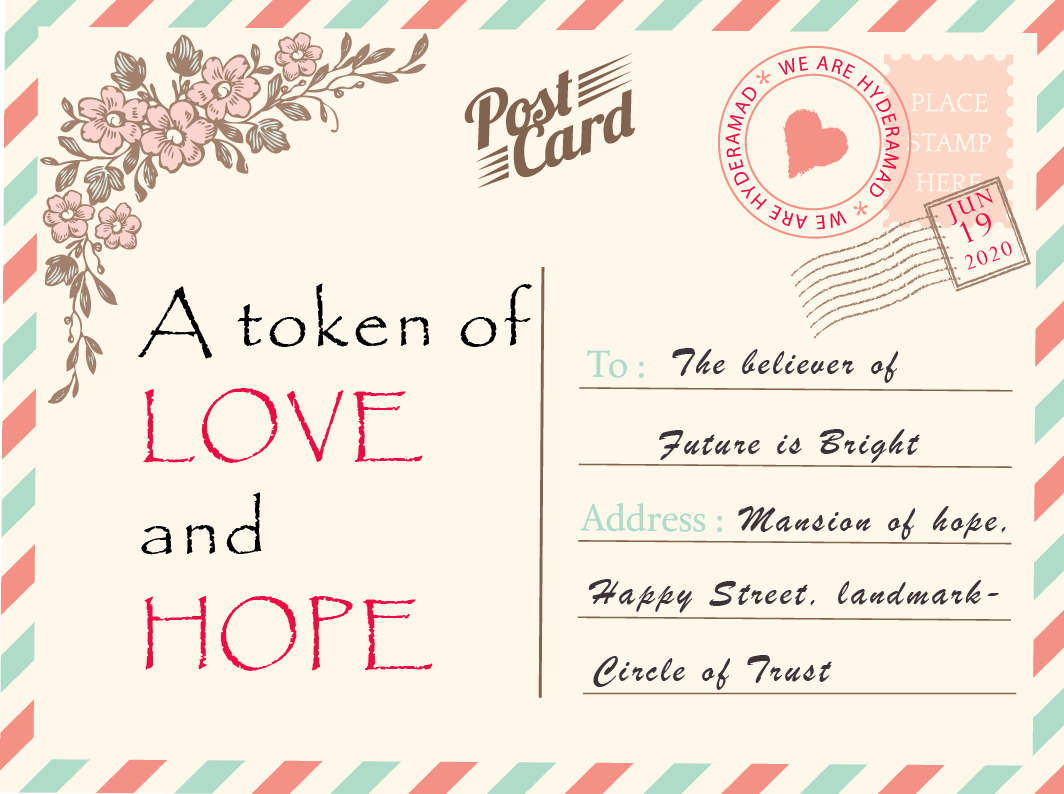 Post
Card
WE ARE HYDERAMAD * WE ARE HYDERAMAD *
PLACE
STAMP
HERE
JUN
19
2020
A token of
LOVE
and
HOPE
To : The believer of
Future is Bright
Address : Mansion of hope,
Happy Street, landmark-
Circle of Trust